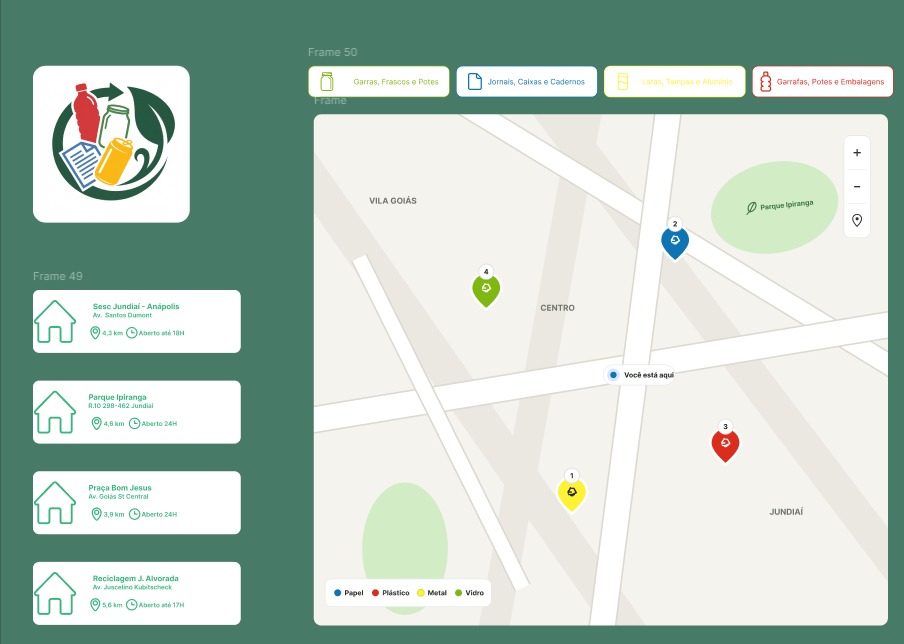 Frame 50
Garras, Frascos e Potes
Jornais, Caixas e Cadernos
Latas, Tampas e Alumínio
Garrafas, Potes e Embalagens
Frame
Frame 49
Sesc Jundiaí - Anápolis
Av. Santos Dumont
4,3 km
Aberto até 18H
Parque Ipiranga
R.10 298-462 Jundiaí
4,6 km
Aberto 24H
Praça Bom Jesus
Av. Goiás St Central
3,9 km
Aberto 24H
Reciclagem J. Alvorada
Av. Juscelino Kubitscheck
5,6 km
Aberto até 17H
VILA GOIÁS
Parque Ipiranga
+
−
2
4
CENTRO
Você está aqui
3
1
JUNDIAÍ
Papel
Plástico
Metal
Vidro